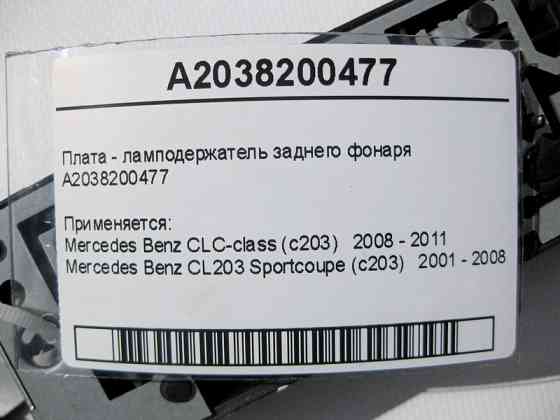 A2038200477
Плата - ламподержатель заднего фонаря
A2038200477
Применяется:
Mercedes Benz CLC-class (c203) 2008 - 2011
Mercedes Benz CL203 Sportcoupe (c203) 2001 - 2008